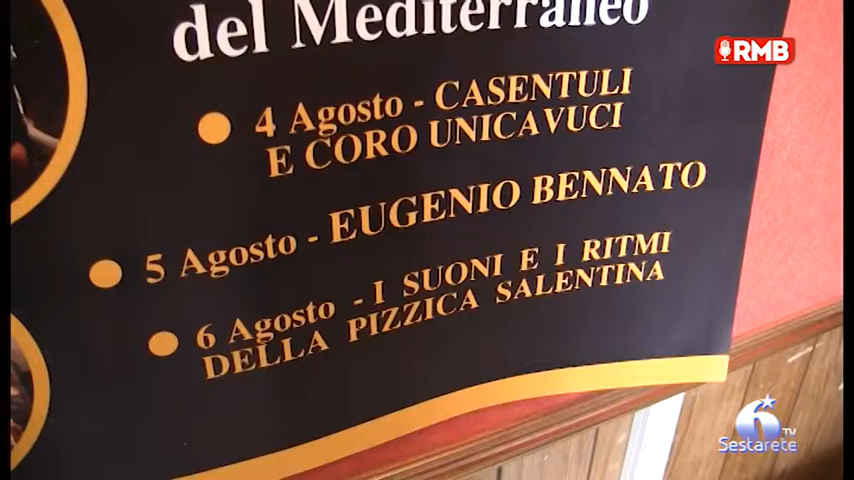 del Mediterraneo
4 Agosto - CASENTULI
E CORO UNICAVUCI
5 Agosto - EUGENIO BENNATO
6 Agosto - I SUONI E I RITMI
DELLA PIZZICA SALENTINA
RMB
6 TV
Sestarete